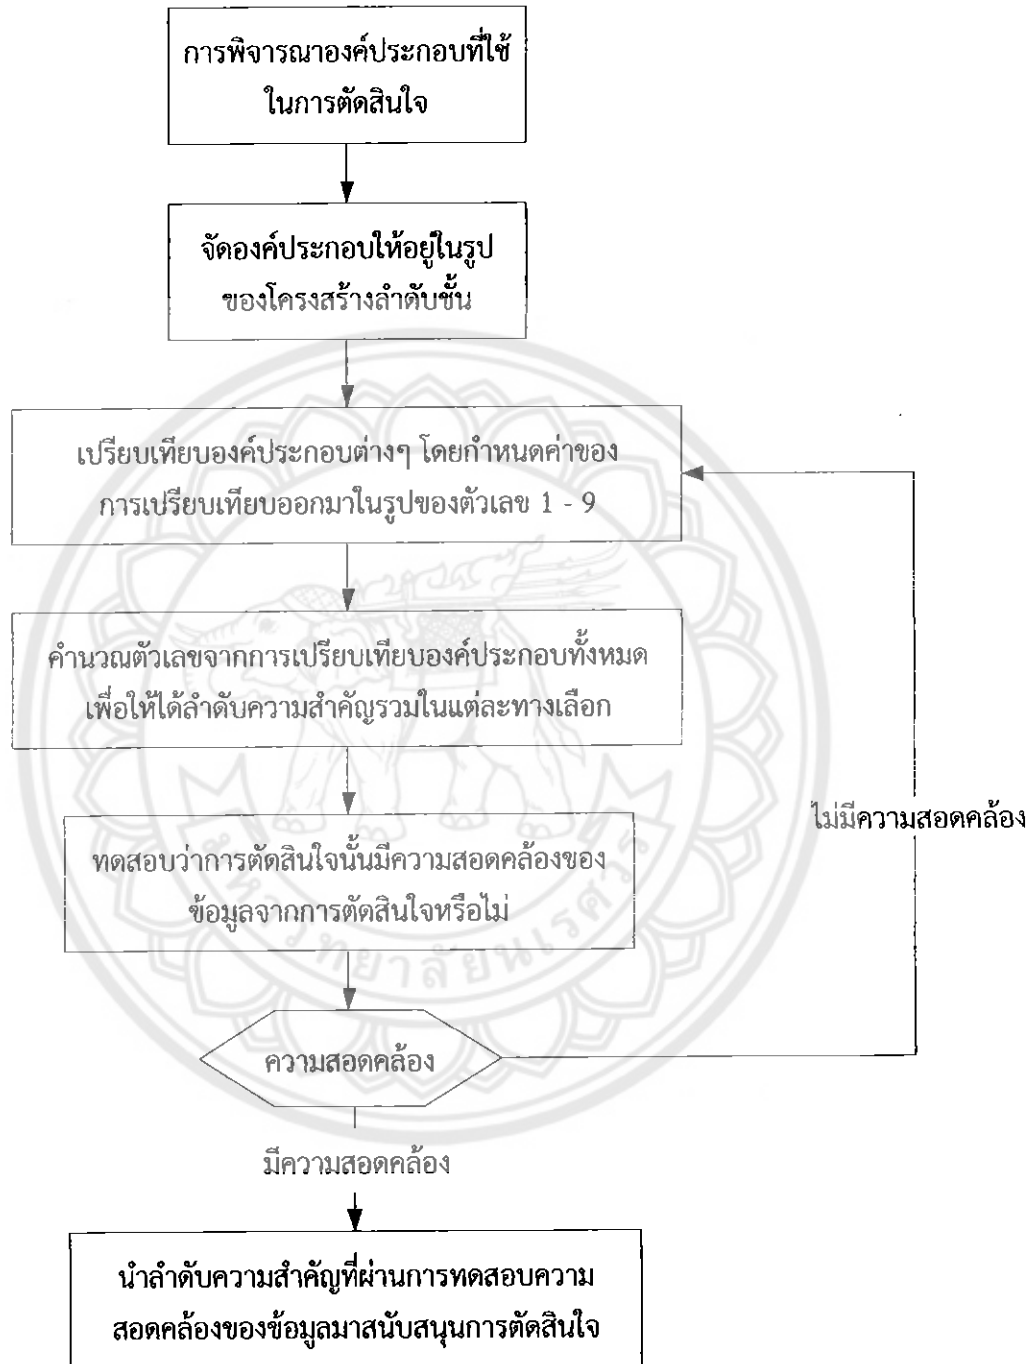 การพิจารณาองค์ประกอบที่ใช้
ในการตัดสินใจ
จัดองค์ประกอบให้อยู่ในรูป
ของโครงสร้างลำดับชั้น
เปรียบเทียบองค์ประกอบต่างๆ โดยกำหนดค่าของ
การเปรียบเทียบออกมาในรูปของตัวเลข 1 - 9
คำนวณตัวเลขจากการเปรียบเทียบองค์ประกอบทั้งหมด
เพื่อให้ได้ลำดับความสำคัญรวมในแต่ละทางเลือก
ไม่มีความสอดคล้อง
ทดสอบว่าการตัดสินใจนั้นมีความสอดคล้องของ
ข้อมูลจากการตัดสินใจหรือไม่
ความสอดคล้อง
มีความสอดคล้อง
นำลำดับความสำคัญที่ผ่านการทดสอบความ
สอดคล้องของข้อมูลมาสนับสนุนการตัดสินใจ